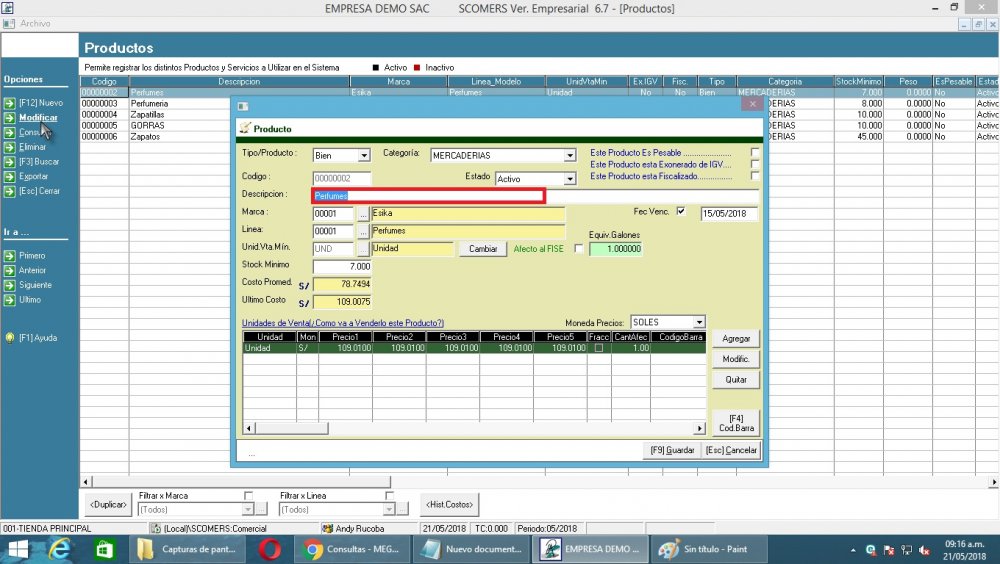 EMPRESA DEMO SAC SCOMERS Ver. Empresarial 6.7 - [Productos]
Archivo
Productos
Permite registrar los distintos Productos y Servicios a Utilizar en el Sistema Activo Inactivo
Opciones
[F12] Nuevo
Modificar
Consul
Eliminar
[F3] Buscar
Exportar
[Esc] Cerrar
Ir a ...
Primero
Anterior
Siguiente
Ultimo
[F1] Ayuda
Codigo Descripcion Marca Linea_Modelo UnidVtaMin Ex.IGV Fisc. Tipo Categoria StockMinimo Peso EsPesable Estad
00000002 Perfumes Esika Perfumes Unidad No No Bien MERCADERIAS 7.000 0.0000 No Activo
00000003 Perfumeria DERIAS 8.000 0.0000 No Activo
00000004 Zapatillas DERIAS 10.000 0.0000 No Activo
00000005 GORRAS DERIAS 10.000 0.0000 No Activo
00000006 Zapatos DERIAS 45.000 0.0000 No Activo
Producto
Tipo/Producto : Bien Categoría: MERCADERIAS
Este Producto Es Pesable ......................
Este Producto esta Exonerado de IGV....
Este Producto esta Fiscalizado...............
Codigo : 00000002 Estado Activo
Descripcion : Perfumes
Marca : 00001 ... Esika Fec Venc. 15/05/2018
Linea: 00001 ... Perfumes
Equiv.Galones
Unid.Vta.Mín. UND ... Unidad Cambiar Afecto al FISE 1.000000
Stock Minimo 7.000
Costo Promed. S/ 78.7494
Ultimo Costo S/ 109.0075
Unidades de Venta(¿Como va a Venderlo este Producto?) Moneda Precios: SOLES
Unidad Mon Precio1 Precio2 Precio3 Precio4 Precio5 Fracc CantAfec CodigoBarra
Unidad S/ 109.0100 109.0100 109.0100 109.0100 109.0100 1.00
Agregar
Modific.
Quitar
[F4]
Cod.Barra
... [F9] Guardar [Esc] Cancelar
<Duplicar> Filtrar x Marca Filtrar x Linea <Hist.Costos>
(Todos) ... (Todos) ...
001-TIENDA PRINCIPAL (Local)\SCOMERS:Comercial Andy Rucoba 21/05/2018 TC:0.000 Periodo:05/2018
Capturas de pant... Consultas - MEG... Nuevo document... EMPRESA DEMO ... Sin título - Paint
09:16 a.m.
21/05/2018